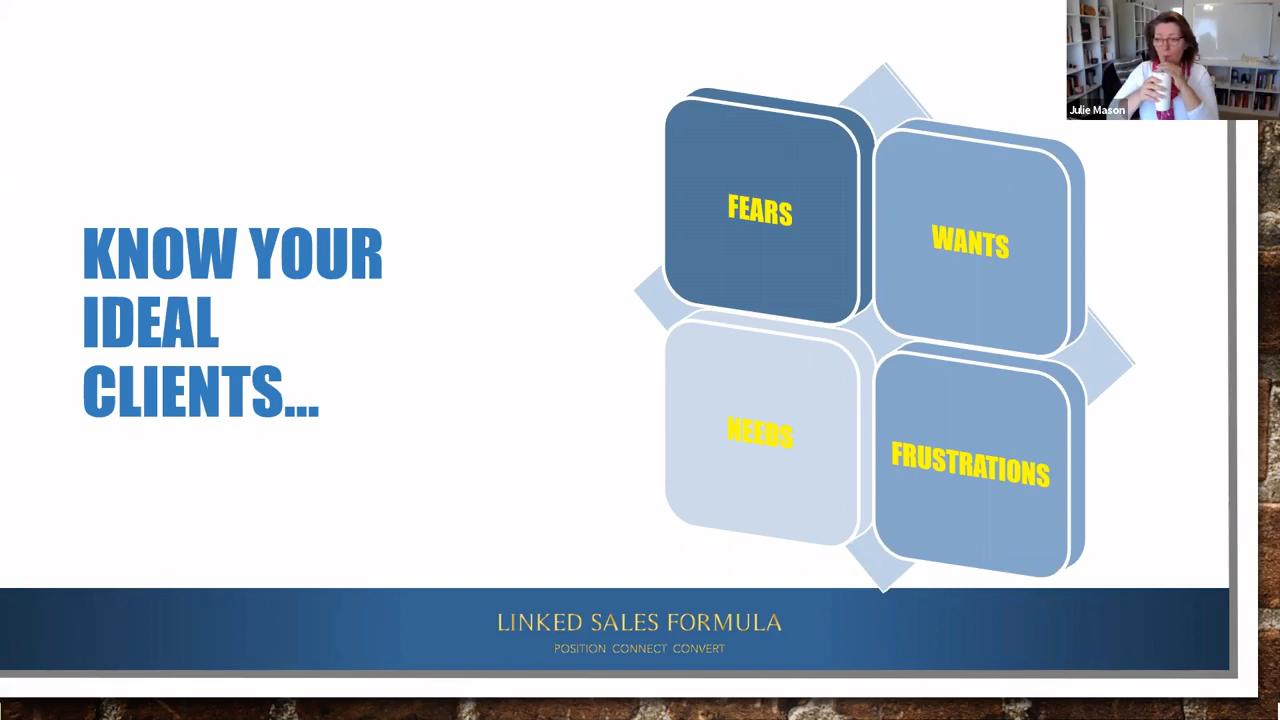 Julie Mason
KNOW YOUR
IDEAL
CLIENTS...
FEARS
WANTS
NEEDS
FRUSTRATIONS
LINKED SALES FORMULA
POSITION CONNECT CONVERT